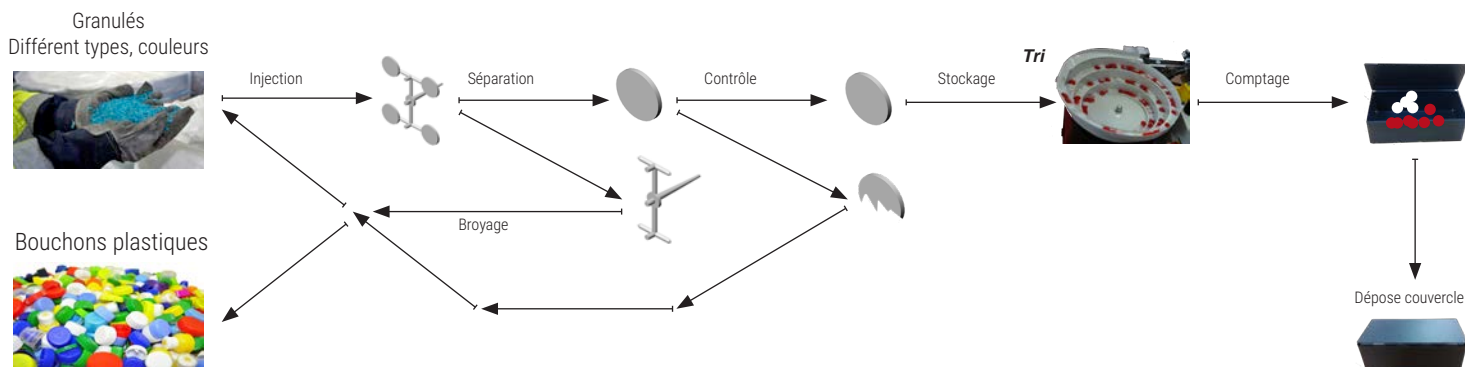 Granulés
Différent types, couleurs
Injection
Séparation
Contrôle
Stockage
Tri
Comptage
Broyage
Bouchons plastiques
Dépose couvercle